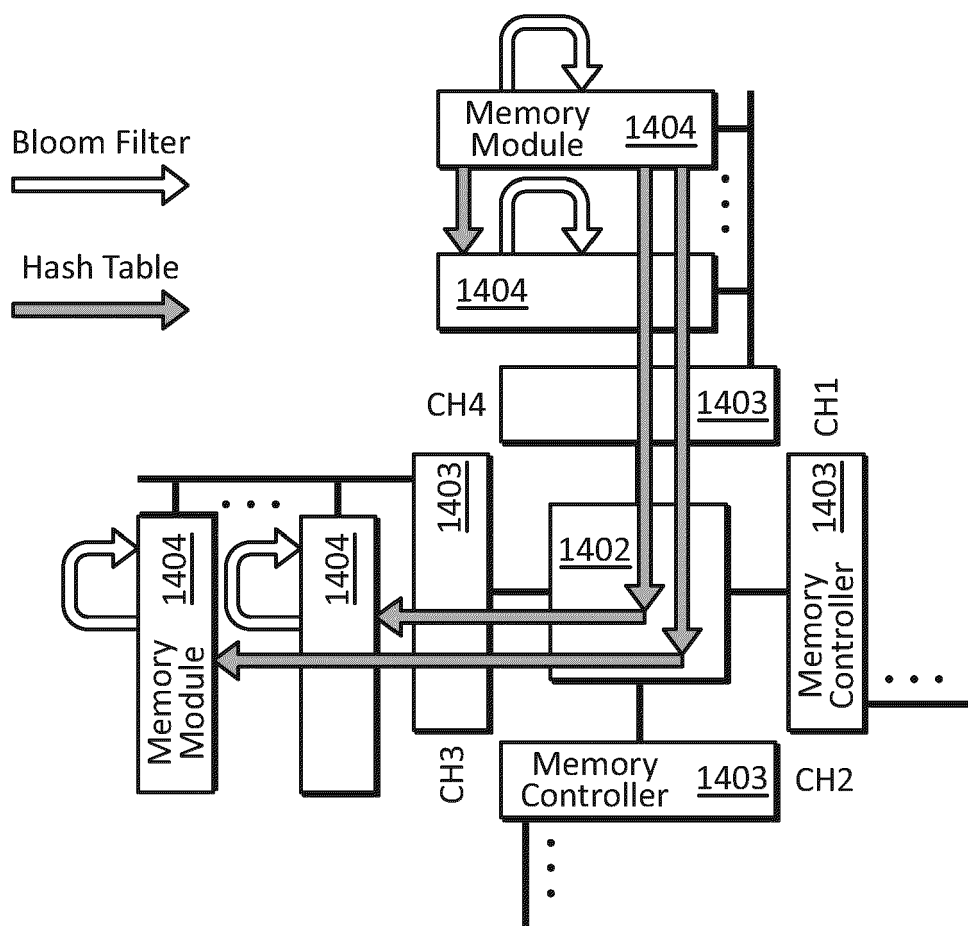 Memory
Module
1404
Bloom Filter
Hash Table
1404
CH4
1403
CH1
1403
1403
1402
1404
1404
Memory
Module
Memory
Controller
CH3
Memory
Controller
1403
CH2